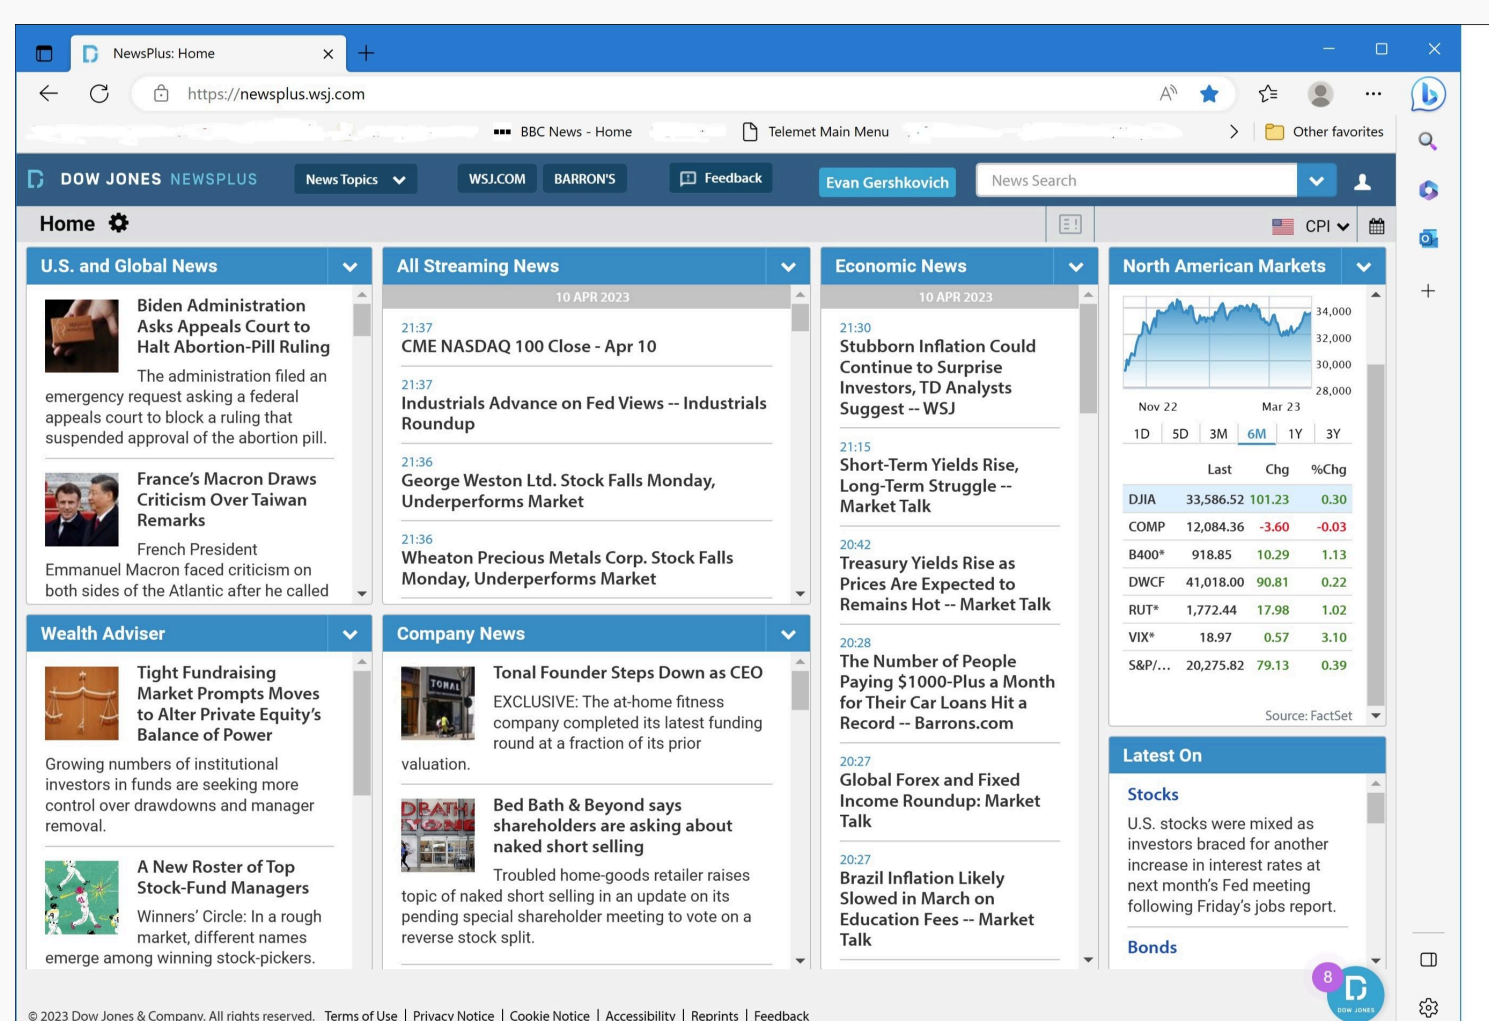 NewsPlus: Home
https://newsplus.wsj.com
BBC News - Home
Telemet Main Menu
Other favorites
DOW JONES NEWSPLUS
News Topics
WSJ.COM
BARRON'S
Feedback
Evan Gershkovich
News Search
Home
CPI
U.S. and Global News
Biden Administration
Asks Appeals Court to
Halt Abortion-Pill Ruling
The administration filed an
emergency request asking a federal
appeals court to block a ruling that
suspended approval of the abortion pill.
France's Macron Draws
Criticism Over Taiwan
Remarks
French President
Emmanuel Macron faced criticism on
both sides of the Atlantic after he called
All Streaming News
10 APR 2023
21:37
CME NASDAQ 100 Close - Apr 10
21:37
Industrials Advance on Fed Views -- Industrials
Roundup
21:36
George Weston Ltd. Stock Falls Monday,
Underperforms Market
21:36
Wheaton Precious Metals Corp. Stock Falls
Monday, Underperforms Market
Economic News
10 APR 2023
21:30
Stubborn Inflation Could
Continue to Surprise
Investors, TD Analysts
Suggest -- WSJ
21:15
Short-Term Yields Rise,
Long-Term Struggle --
Market Talk
20:42
Treasury Yields Rise as
Prices Are Expected to
Remains Hot -- Market Talk
20:28
The Number of People
Paying $1000-Plus a Month
for Their Car Loans Hit a
Record -- Barrons.com
20:27
Global Forex and Fixed
Income Roundup: Market
Talk
20:27
Brazil Inflation Likely
Slowed in March on
Education Fees -- Market
Talk
North American Markets
34,000
32,000
30,000
28,000
Nov 22 Mar 23
1D 5D 3M 6M 1Y 3Y
Last Chg %Chg
DJIA 33,586.52 101.23 0.30
COMP 12,084.36 -3.60 -0.03
B400* 918.85 10.29 1.13
DWCF 41,018.00 90.81 0.22
RUT* 1,772.44 17.98 1.02
VIX* 18.97 0.57 3.10
S&P/... 20,275.82 79.13 0.39
Source: FactSet
Wealth Adviser
Tight Fundraising
Market Prompts Moves
to Alter Private Equity's
Balance of Power
Growing numbers of institutional
investors in funds are seeking more
control over drawdowns and manager
removal.
A New Roster of Top
Stock-Fund Managers
Winners' Circle: In a rough
market, different names
emerge among winning stock-pickers.
Company News
TONAL
Tonal Founder Steps Down as CEO
EXCLUSIVE: The at-home fitness
company completed its latest funding
round at a fraction of its prior
valuation.
Bed Bath & Beyond says
shareholders are asking about
naked short selling
Troubled home-goods retailer raises
topic of naked short selling in an update on its
pending special shareholder meeting to vote on a
reverse stock split.
Latest On
Stocks
U.S. stocks were mixed as
investors braced for another
increase in interest rates at
next month's Fed meeting
following Friday's jobs report.
Bonds
8
DOW JONES
© 2023 Dow Jones & Company. All rights reserved. Terms of Use | Privacy Notice | Cookie Notice | Accessibility | Reprints | Feedback